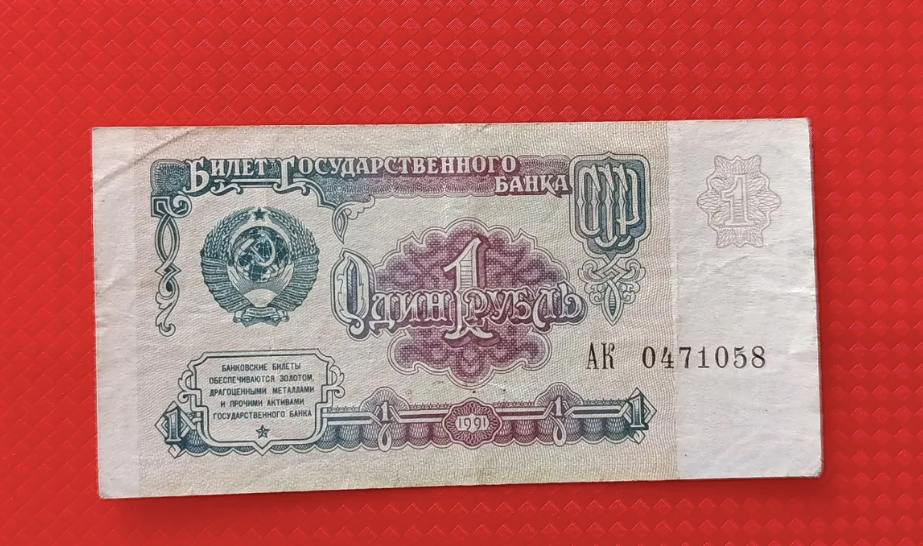 Билет Государственного
банка
СССР
1
1
Один рубль
АК 0471058
БАНКОВСКИЕ БИЛЕТЫ
ОБЕСПЕЧИВАЮТСЯ ЗОЛОТОМ,
ДРАГОЦЕННЫМИ МЕТАЛЛАМИ
И ПРОЧИМИ АКТИВАМИ
ГОСУДАРСТВЕННОГО БАНКА
1 1 1991 1 1